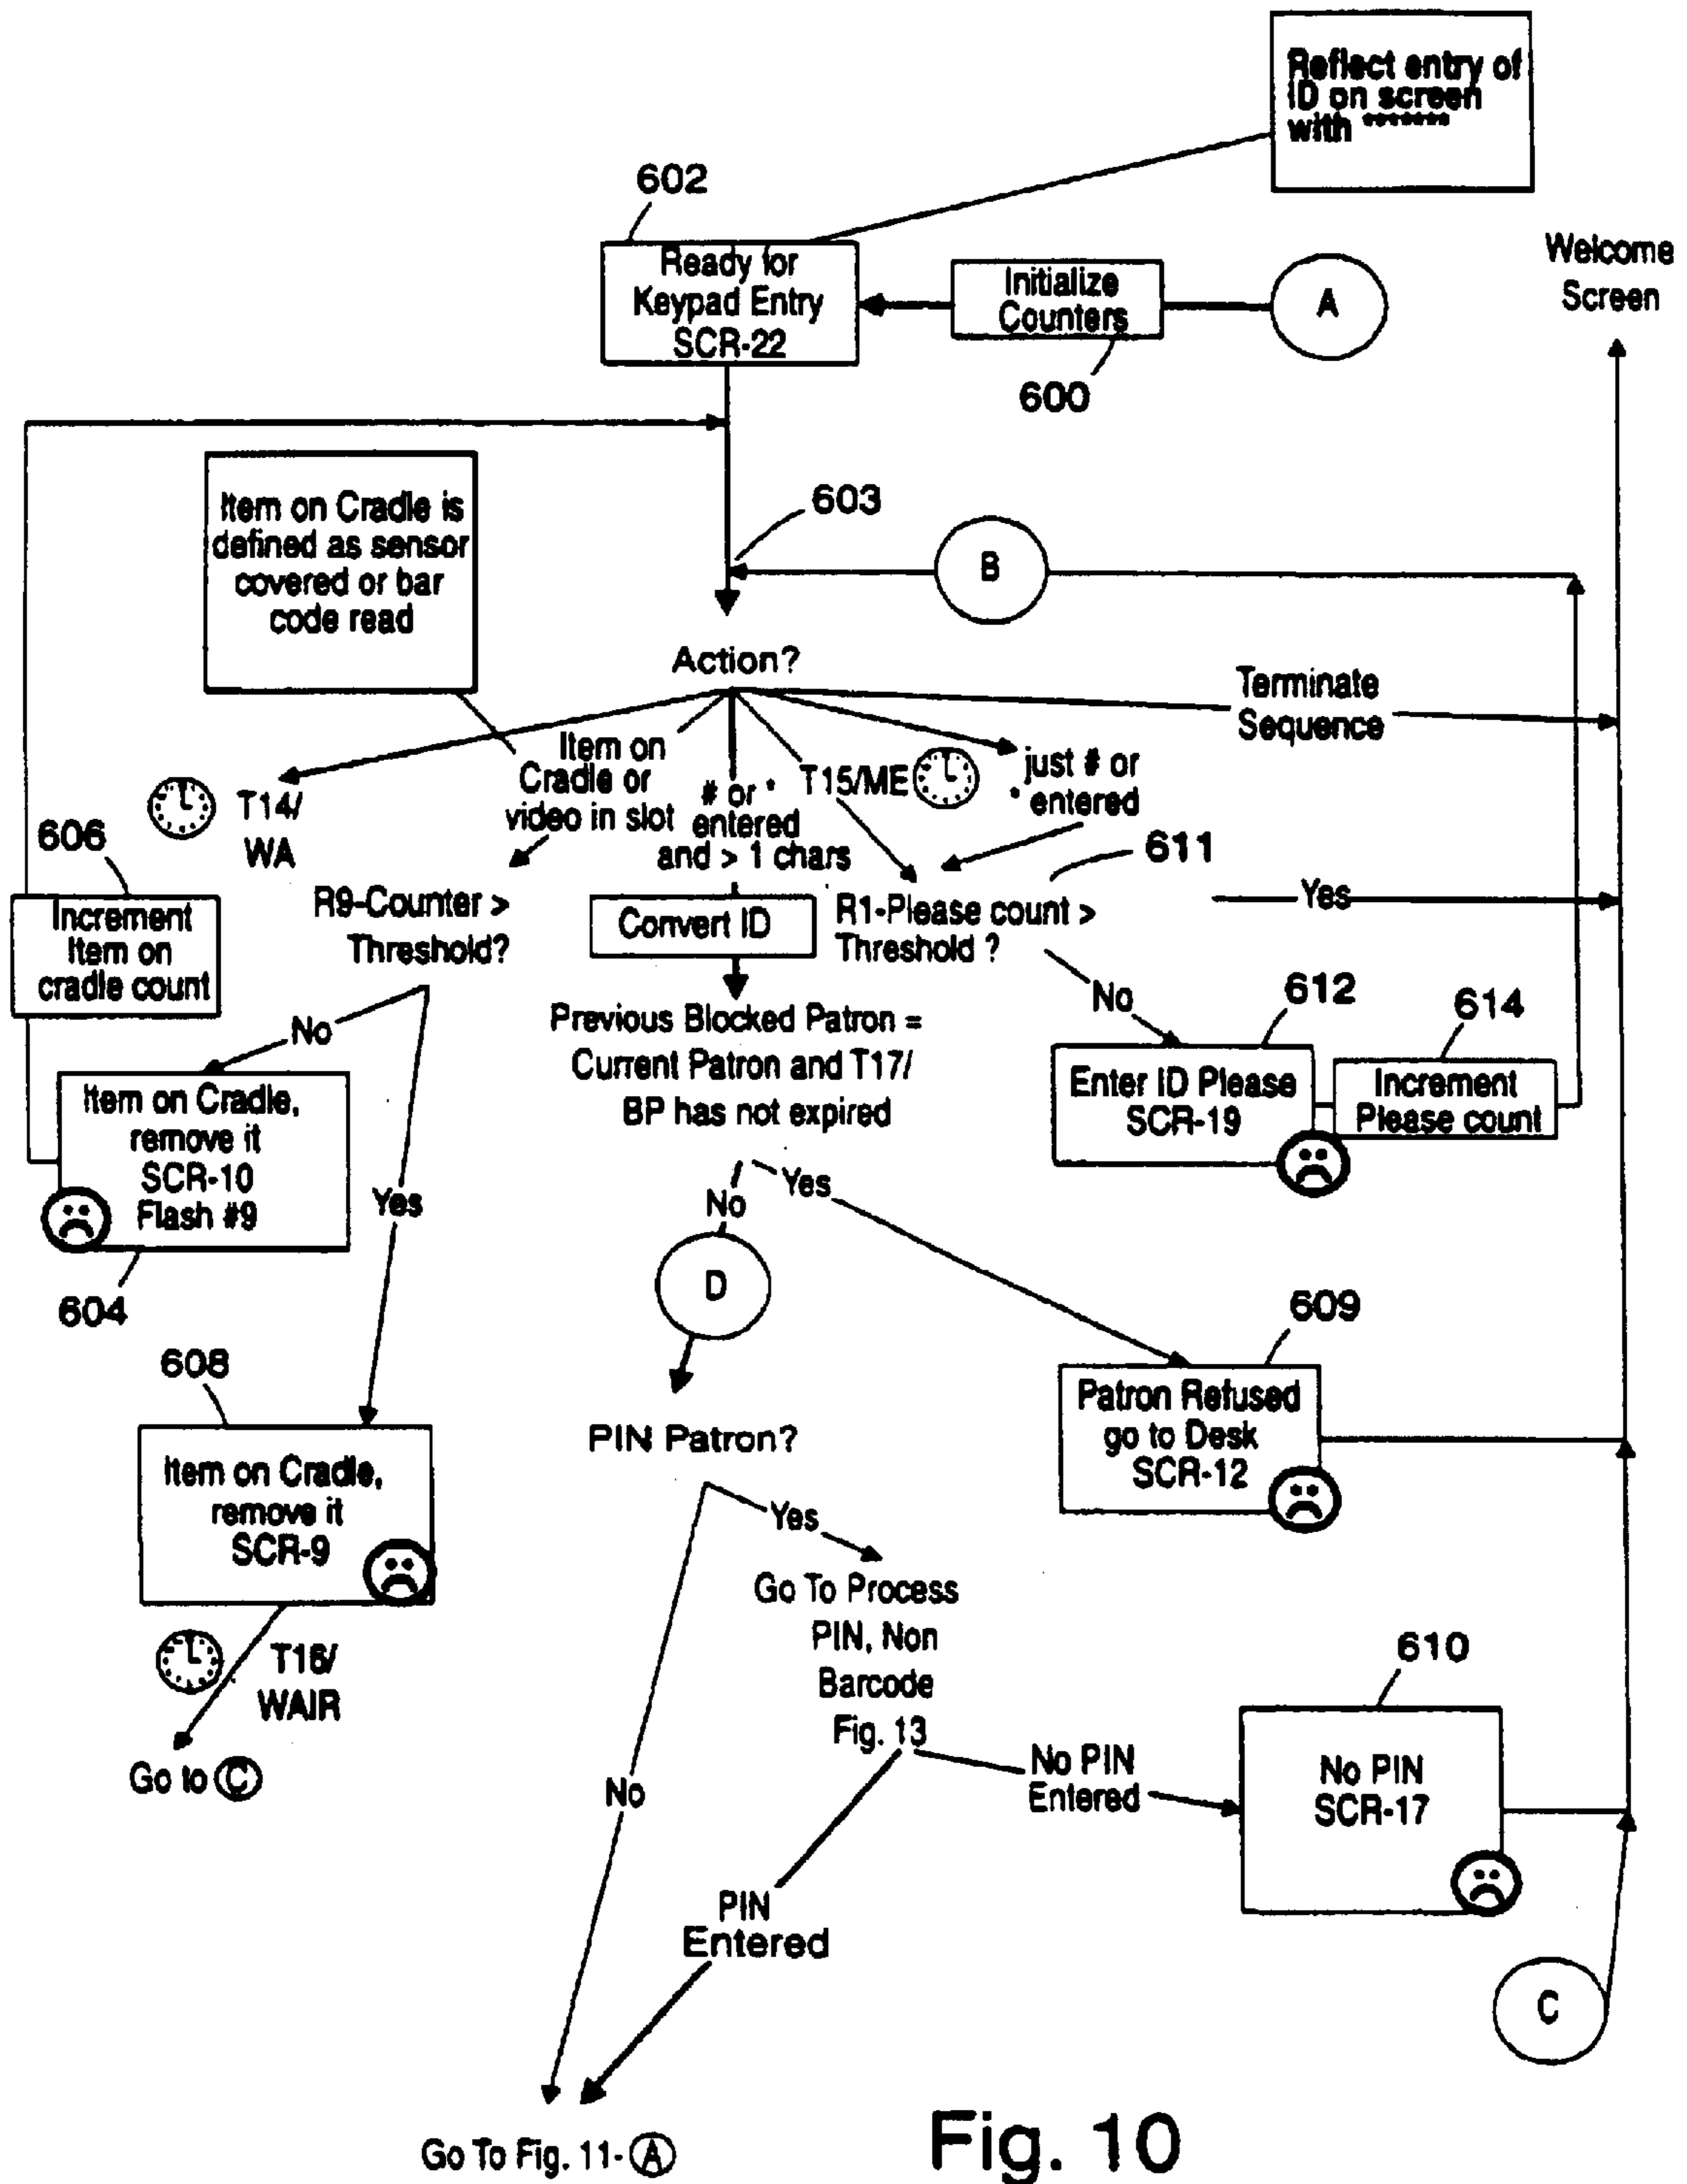 Reflect entry of
ID on screen
with *******
602
Ready for
Keypad Entry
SCR-22
Initialize
Counters
A
Welcome
Screen
600
Item on Cradle is
defined as sensor
covered or bar
code read
603
B
Action?
Terminate
Sequence
T14/
WA
Item on
Cradle or
video in slot
# or *
entered
and > 1 chars
T15/ME
just # or
* entered
606
Increment
Item on
cradle count
R9-Counter >
Threshold?
Convert ID
611
R1-Please count >
Threshold ?
Yes
No
Item on Cradle,
remove it
SCR-10
Flash #9
604
Yes
Previous Blocked Patron =
Current Patron and T17/
BP has not expired
No
612
614
Enter ID Please
SCR-19
Increment
Please count
No
Yes
D
609
Patron Refused
go to Desk
SCR-12
608
Item on Cradle,
remove it
SCR-9
PIN Patron?
Yes
Go To Process
PIN, Non
Barcode
Fig. 13
T16/
WAIR
Go to C
No
No PIN
Entered
610
No PIN
SCR-17
PIN
Entered
C
Go To Fig. 11-A
Fig. 10